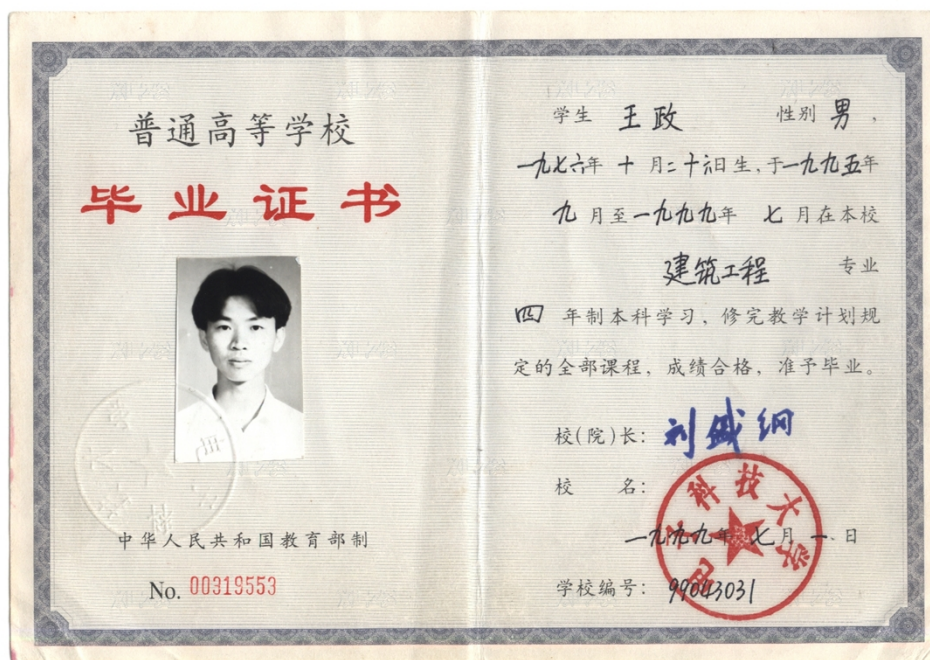 普通高等学校
毕业证书
中华人民共和国教育部制
No. 00319553
学生 王政 性别 男,
一九七六年 十 月二十六日生,于一九九五年
九 月至一九九九年 七 月在本校
建筑工程 专业
四 年制本科学习,修完教学计划规
定的全部课程,成绩合格,准予毕业。
校(院)长:
校 名:
科技大学
一九九九年 七 月 一 日
学校编号: 99043031